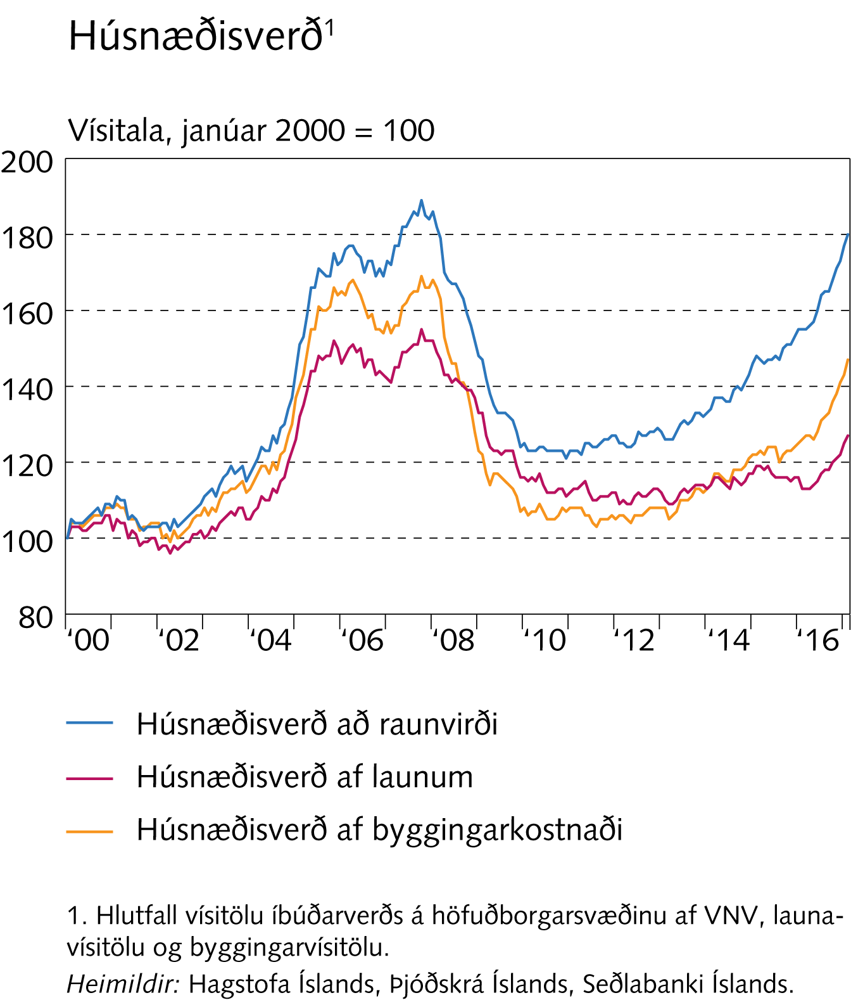 Húsnæðisverð¹
Vísitala, janúar 2000 = 100
200
180
160
140
120
100
80
‘00 ‘02 ‘04 ‘06 ‘08 ‘10 ‘12 ‘14 ‘16
Húsnæðisverð að raunvirði
Húsnæðisverð af launum
Húsnæðisverð af byggingarkostnaði
1. Hlutfall vísitölu íbúðarverðs á höfuðborgarsvæðinu af VNV, launa-
vísitölu og byggingarvísitölu.
Heimildir: Hagstofa Íslands, Þjóðskrá Íslands, Seðlabanki Íslands.